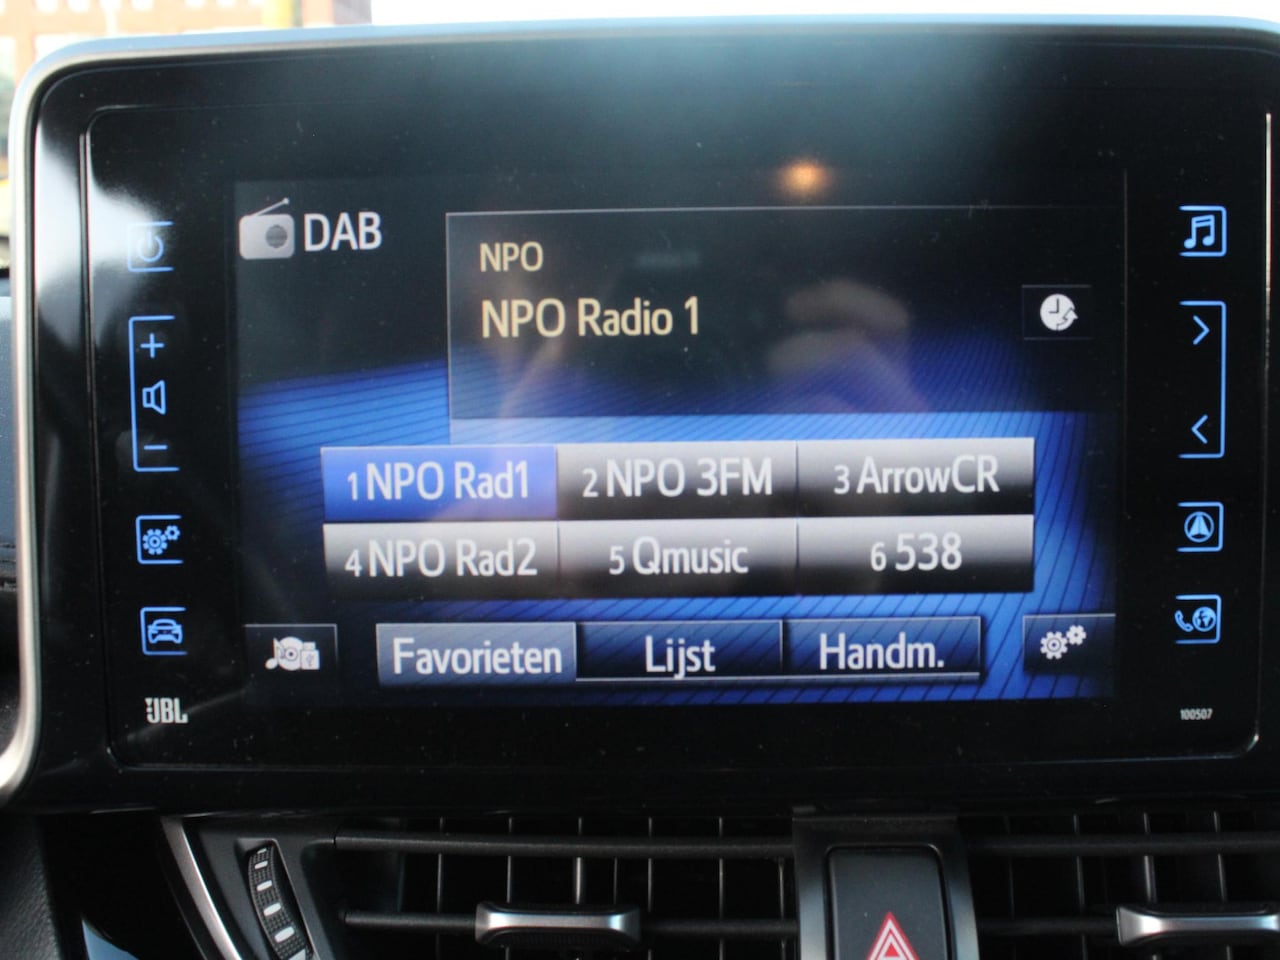 DAB
NPO
NPO Radio 1
1 NPO Rad1 2 NPO 3FM 3 ArrowCR
4 NPO Rad2 5 Qmusic 6 538
Favorieten Lijst Handm.
JBL
100507